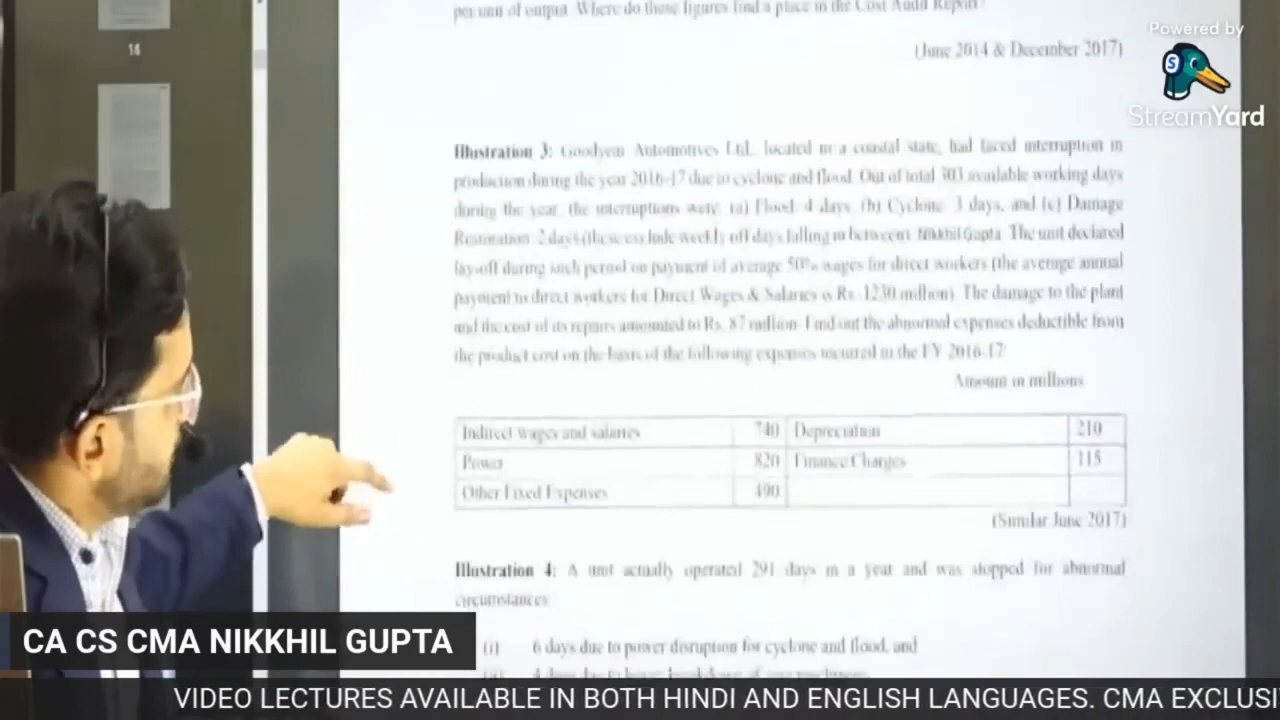 16
per unit of output. Where do these figures find a place in the Cost Audit Report?
(June 2014 & December 2017)
Powered by
StreamYard
Illustration 3: Goodyear Automotives Ltd., located in a coastal state, had faced interruption in
production during the year 2016-17 due to cyclone and flood. Out of total 303 available working days
during the year, the interruptions were: (a) Flood: 4 days, (b) Cyclone: 3 days, and (c) Damage
Restoration: 2 days (these exclude weekly off days falling in between). Nikkhil Gupta The unit declared
lay-off during such period on payment of average 50% wages for direct workers (the average annual
payment to direct workers for Direct Wages & Salaries is Rs. 1230 million). The damage to the plant
and the cost of its repairs amounted to Rs. 87 million. Find out the abnormal expenses deductible from
the product cost on the basis of the following expenses incurred in the FY 2016-17:
Amount in millions
Indirect wages and salaries 740 Depreciation 210
Power 820 Finance Charges 115
Other Fixed Expenses 490
(Similar June 2017)
Illustration 4: A unit actually operated 291 days in a year and was stopped for abnormal
circumstances:
(i) 6 days due to power disruption for cyclone and flood, and
CA CS CMA NIKKHIL GUPTA
VIDEO LECTURES AVAILABLE IN BOTH HINDI AND ENGLISH LANGUAGES. CMA EXCLUSI